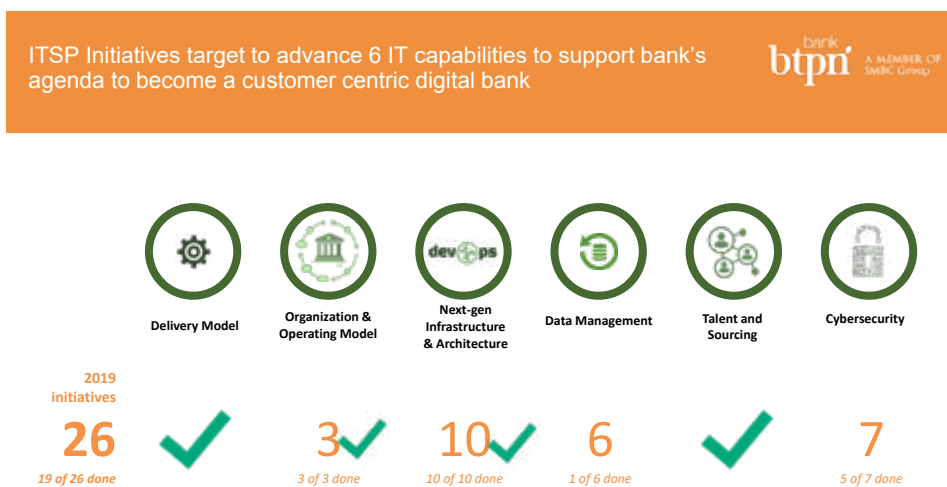 ITSP Initiatives target to advance 6 IT capabilities to support bank's
agenda to become a customer centric digital bank
bank
btpn
A MEMBER OF
SMBC Group
devops
Delivery Model
Organization &
Operating Model
Next-gen
Infrastructure
& Architecture
Data Management
Talent and
Sourcing
Cybersecurity
2019
initiatives
26
3
10
6
7
19 of 26 done
3 of 3 done
10 of 10 done
1 of 6 done
5 of 7 done